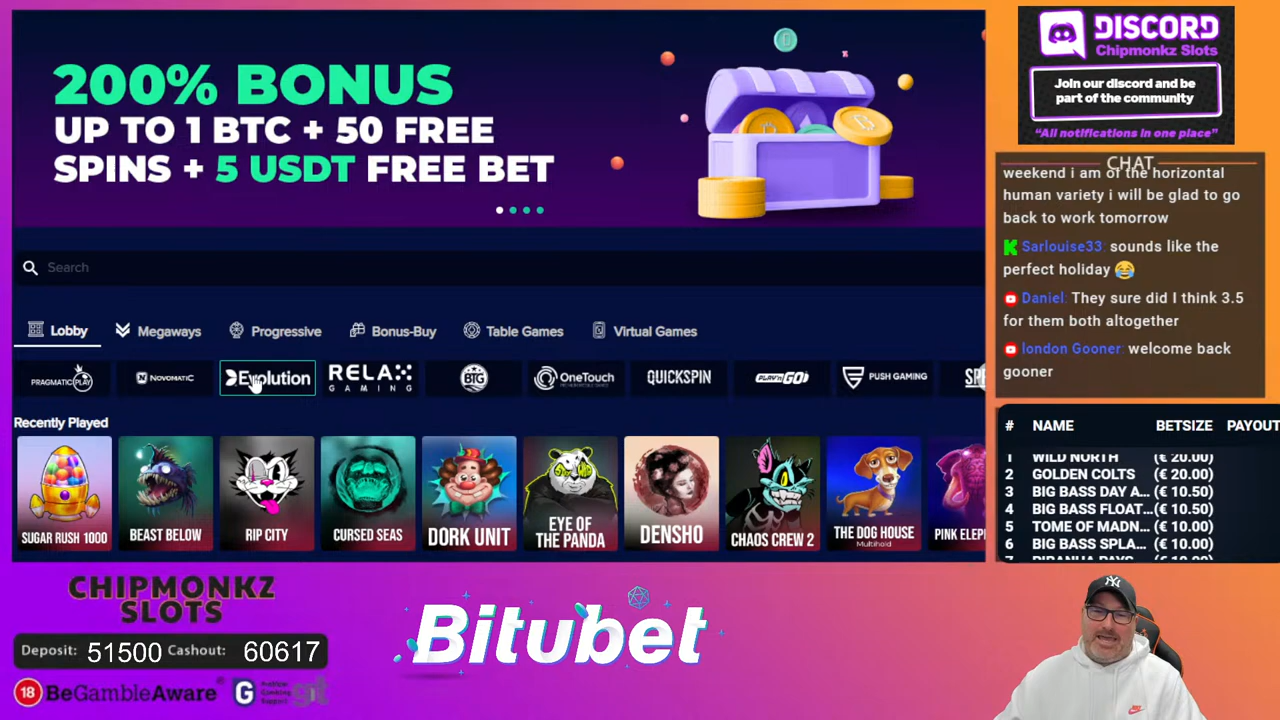 200% BONUS
UP TO 1 BTC + 50 FREE
SPINS + 5 USDT FREE BET
Search
Lobby
Megaways
Progressive
Bonus-Buy
Table Games
Virtual Games
PRAGMATIC PLAY
NOVOMATIC
Evolution
RELAX GAMING
BTG
OneTouch
QUICKSPIN
PLAY'N GO
PUSH GAMING
Recently Played
SUGAR RUSH 1000
BEAST BELOW
RIP CITY
CURSED SEAS
DORK UNIT
EYE OF
THE PANDA
DENSHO
CHAOS CREW 2
THE DOG HOUSE
Multihold
PINK ELEP
DISCORD
Chipmonkz Slots
Join our discord and be
part of the community
"All notifications in one place"
CHAT
weekend i am of the horizontal
human variety i will be glad to go
back to work tomorrow
Sarlouise33: sounds like the
perfect holiday 😂
Daniel: They sure did I think 3.5
for them both altogether
london Gooner: welcome back
gooner
# NAME BETSIZE PAYOUT
1 WILD NORTH (€ 20.00)
2 GOLDEN COLTS (€ 20.00)
3 BIG BASS DAY A... (€ 10.50)
4 BIG BASS FLOAT... (€ 10.50)
5 TOME OF MADN... (€ 10.00)
6 BIG BASS SPLA... (€ 10.00)
CHIPMONKZ
SLOTS
Deposit: 51500 Cashout: 60617
18 BeGambleAware
Bitubet